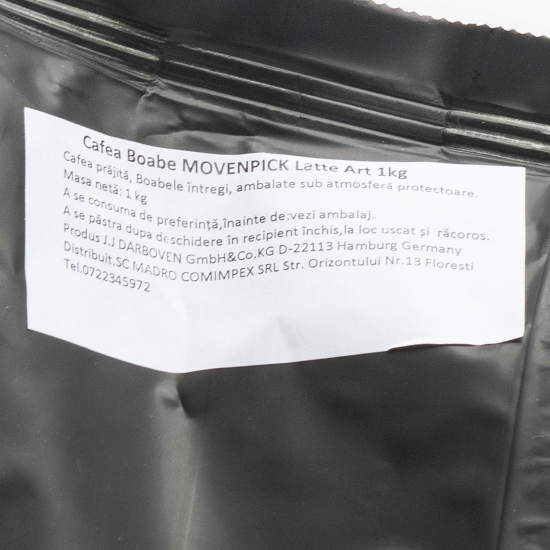 Cafea Boabe MOVENPICK Latte Art 1kg
Cafea prăjită, Boabele întregi, ambalate sub atmosferă protectoare.
Masa netă: 1 kg
A se consuma de preferință,înainte de:vezi ambalaj.
A se păstra dupa deschidere în recipient închis,la loc uscat și răcoros.
Produs J.J DARBOVEN GmbH&Co.KG D-22113 Hamburg Germany
Distribuit.SC MADRO COMIMPEX SRL Str. Orizontului Nr.13 Floresti
Tel.0722345972